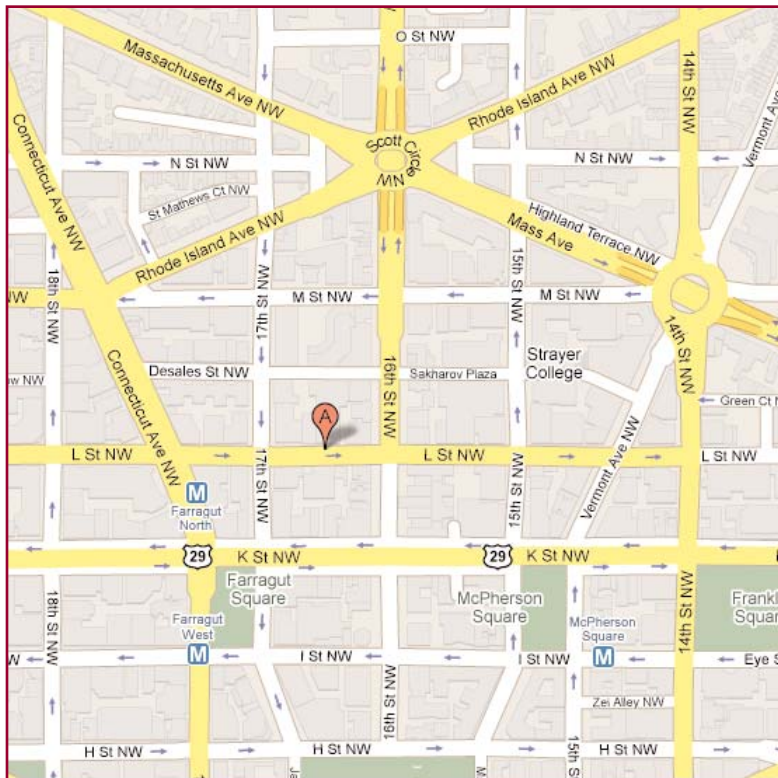 O St NW
Massachusetts Ave NW
Rhode Island Ave NW
14th St NW
Vermont Ave
Connecticut Ave NW
Scott Circle
NW
N St NW
N St NW
St Mathews Ct NW
Highland Terrace NW
Mass Ave
Rhode Island Ave NW
18th St NW
17th St NW
15th St NW
NW
M St NW
M St NW
14th St NW
Connecticut Ave NW
Desales St NW
16th St NW
Sakharov Plaza
Strayer
College
NW
Green Ct N
A
L St NW
L St NW
L St NW
17th St NW
15th St NW
Vermont Ave NW
M
Farragut
North
29
K St NW
29
K St NW
Farragut
Square
McPherson
Square
Frankl
Squar
18th St NW
Farragut
West
M
McPherson
Square
M
14th St NW
W
I St NW
I St NW
Eye S
16th St NW
Zei Alley NW
15th St N
H St NW
H St NW
H St NW